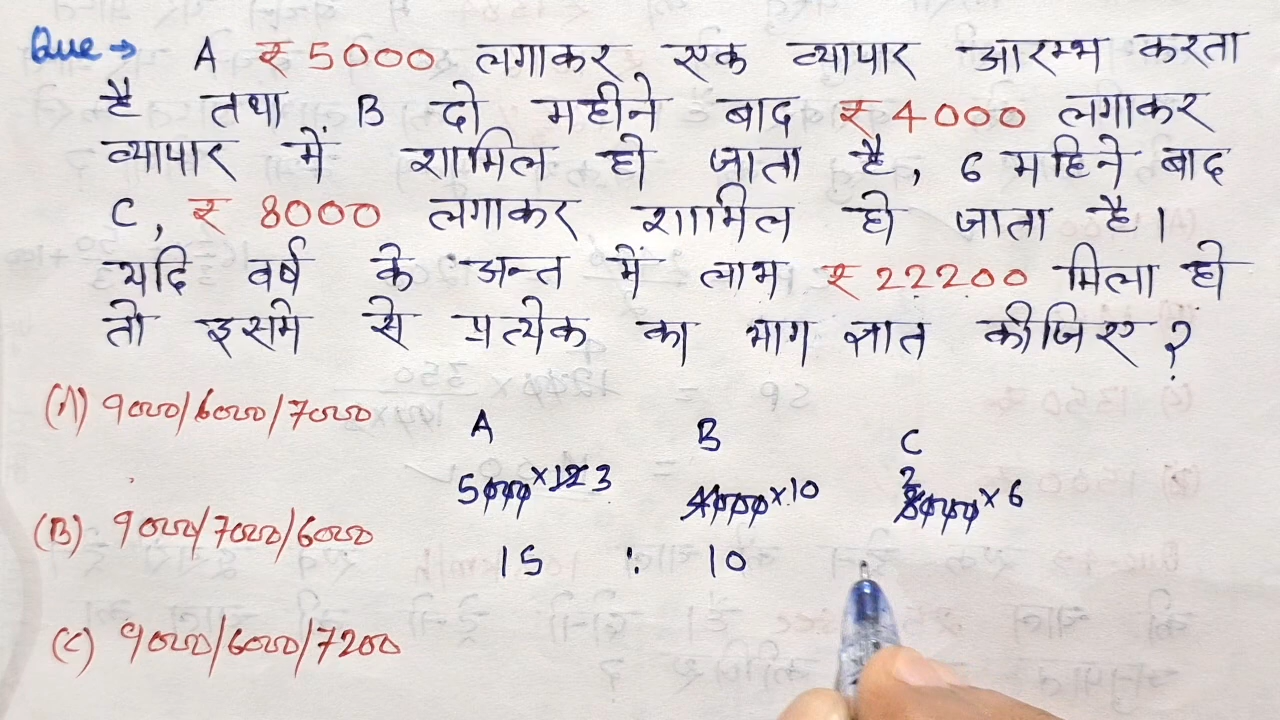 Que → A ₹ 5000 लगाकर एक व्यापार आरम्भ करता
है तथा B दो महीने बाद ₹ 4000 लगाकर
व्यापार में शामिल हो जाता है, 6 महिने बाद
C, ₹ 8000 लगाकर शामिल हो जाता है।
यदि वर्ष के अन्त में लाभ ₹ 22200 मिला हो
तो इसमे से प्रत्येक का भाग ज्ञात कीजिए?
(A) 9000/6000/7000
(B) 9000/7000/6000
(C) 9000/6000/7200
A B C
5000×12 3 4000×10 8000×6 2
15 : 10